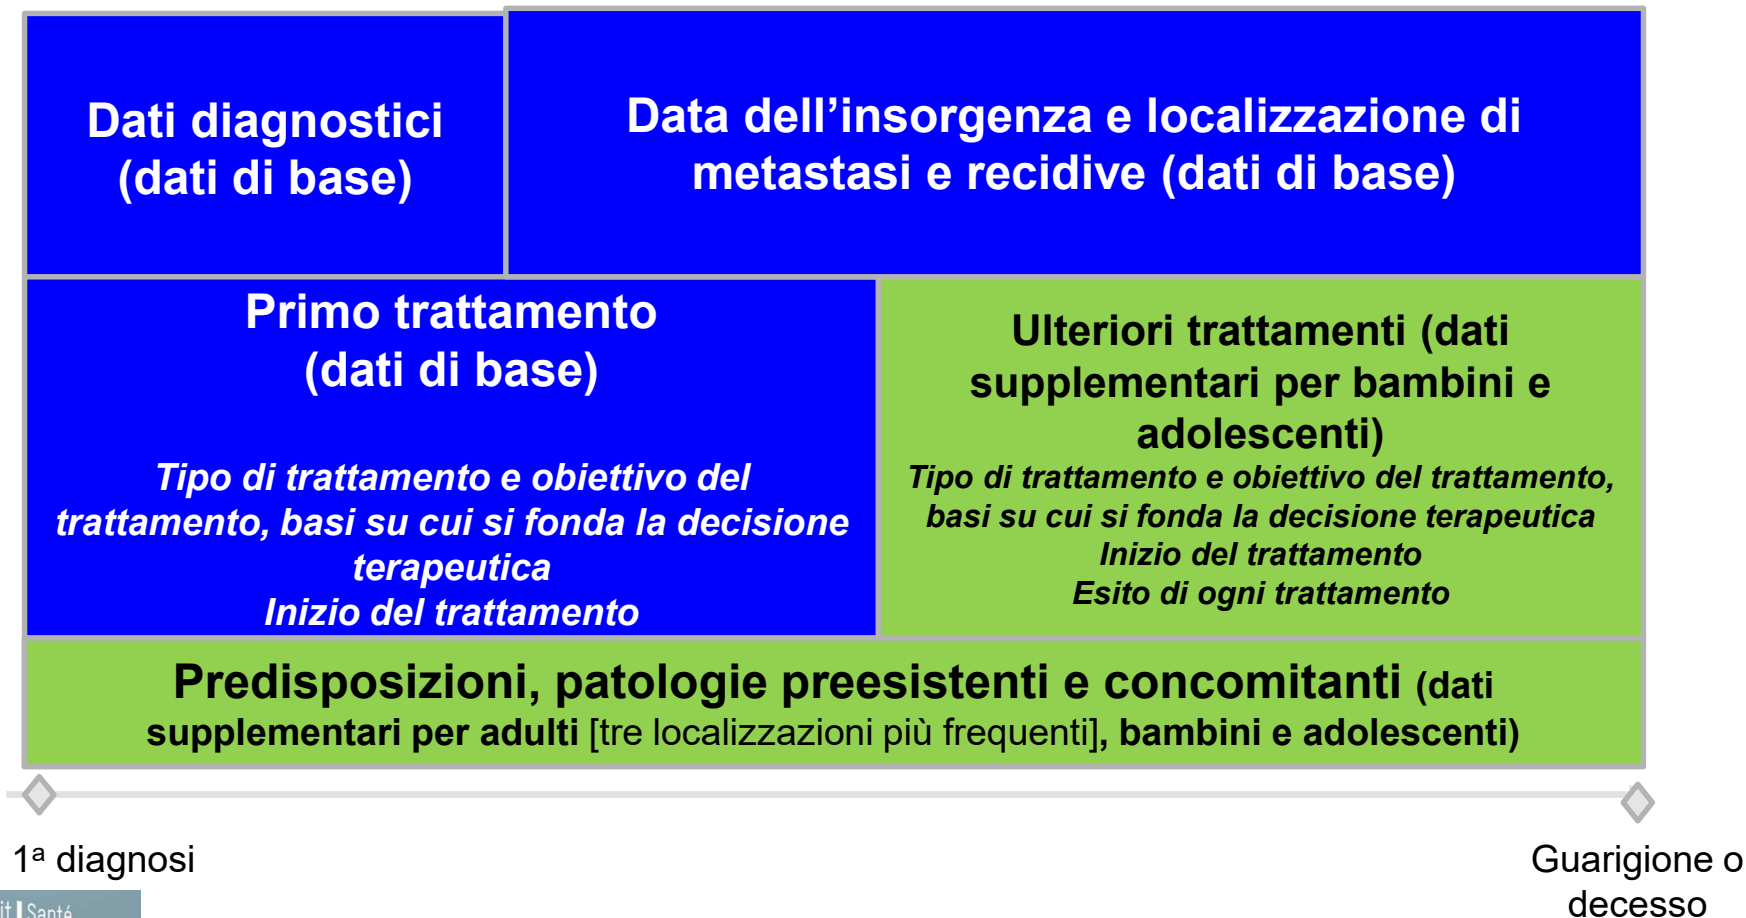 Dati diagnostici
(dati di base)
Data dell’insorgenza e localizzazione di
metastasi e recidive (dati di base)
Primo trattamento
(dati di base)
Tipo di trattamento e obiettivo del
trattamento, basi su cui si fonda la decisione
terapeutica
Inizio del trattamento
Ulteriori trattamenti (dati
supplementari per bambini e
adolescenti)
Tipo di trattamento e obiettivo del trattamento,
basi su cui si fonda la decisione terapeutica
Inizio del trattamento
Esito di ogni trattamento
Predisposizioni, patologie preesistenti e concomitanti (dati
supplementari per adulti [tre localizzazioni più frequenti], bambini e adolescenti)
1ª diagnosi
Guarigione o
decesso
Santé